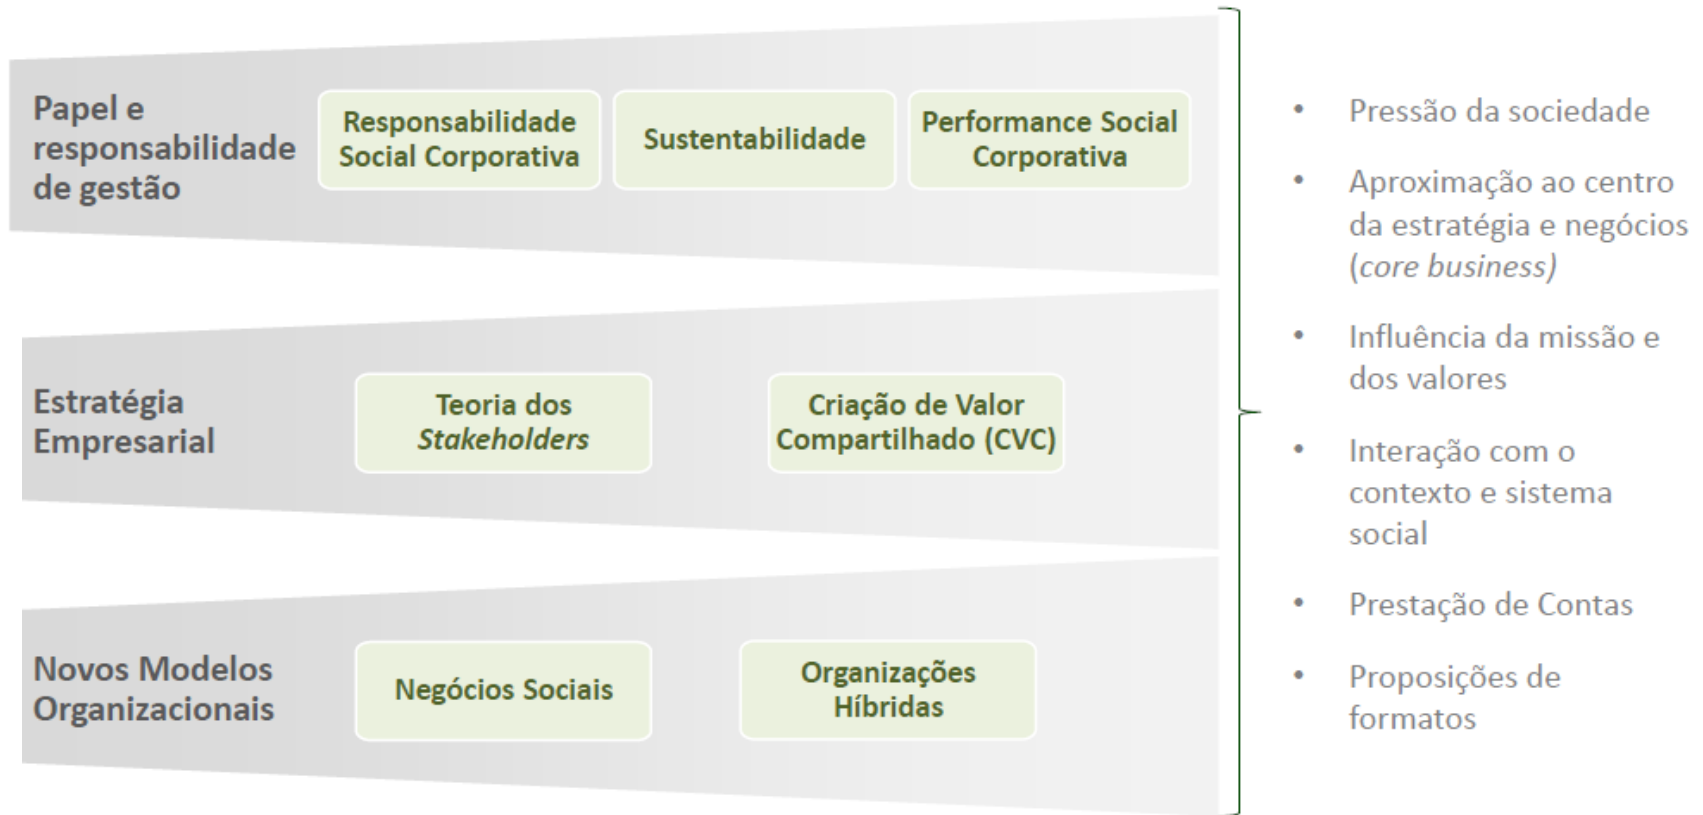 Papel e
responsabilidade
de gestão
Responsabilidade
Social Corporativa
Sustentabilidade
Performance Social
Corporativa
Estratégia
Empresarial
Teoria dos
Stakeholders
Criação de Valor
Compartilhado (CVC)
Novos Modelos
Organizacionais
Negócios Sociais
Organizações
Híbridas
• Pressão da sociedade
• Aproximação ao centro
da estratégia e negócios
(core business)
• Influência da missão e
dos valores
• Interação com o
contexto e sistema
social
• Prestação de Contas
• Proposições de
formatos